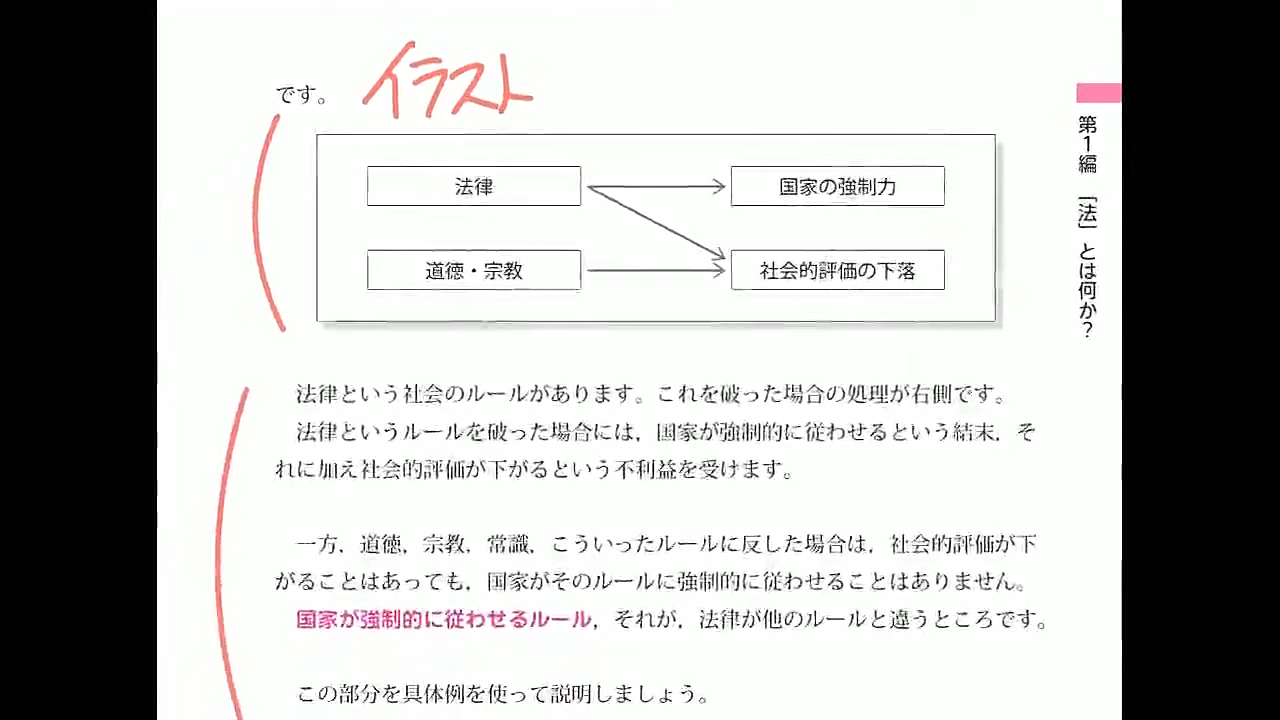 です。 イラスト
法律 国家の強制力
道徳・宗教 社会的評価の下落
法律という社会のルールがあります。これを破った場合の処理が右側です。
法律というルールを破った場合には，国家が強制的に従わせるという結末，そ
れに加え社会的評価が下がるという不利益を受けます。
一方，道徳，宗教，常識，こういったルールに反した場合は，社会的評価が下
がることはあっても，国家がそのルールに強制的に従わせることはありません。
国家が強制的に従わせるルール，それが，法律が他のルールと違うところです。
この部分を具体例を使って説明しましょう。
第1編 「法」とは何か？